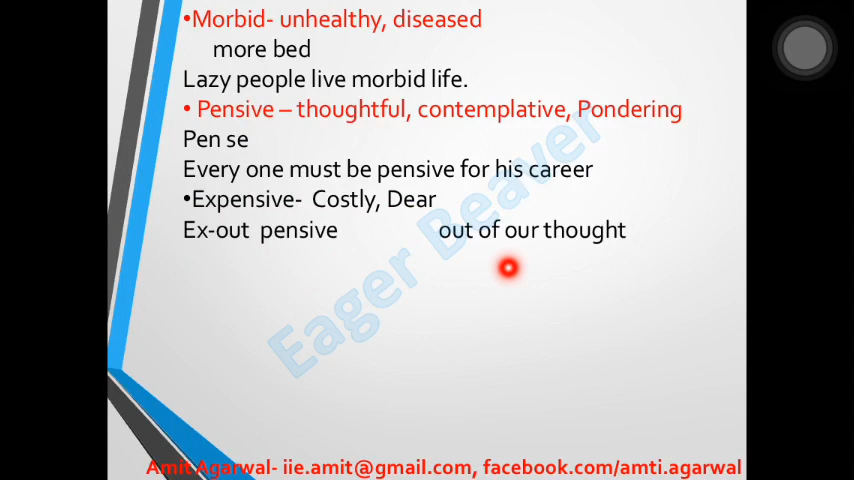 •Morbid- unhealthy, diseased
more bed
Lazy people live morbid life.
• Pensive – thoughtful, contemplative, Pondering
Pen se
Every one must be pensive for his career
•Expensive- Costly, Dear
Ex-out pensive out of our thought
Eager Beaver
Amit Agarwal- iie.amit@gmail.com, facebook.com/amti.agarwal